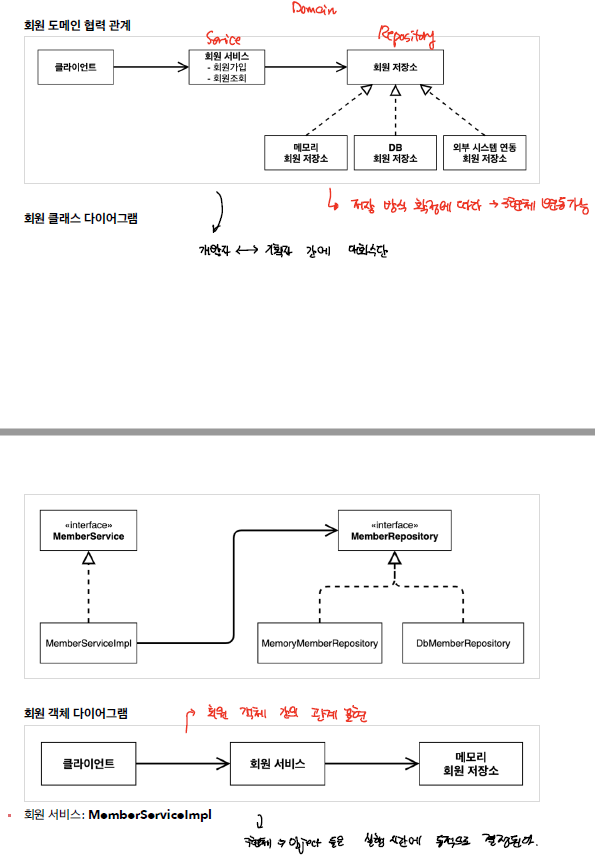 Domain
회원 도메인 협력 관계
Service
Repository
클라이언트
회원 서비스
- 회원가입
- 회원조회
회원 저장소
메모리
회원 저장소
DB
회원 저장소
외부 시스템 연동
회원 저장소
저장 방식 확정에 따라 → 구현체 변동가능
회원 클래스 다이어그램
개발자 ↔ 기획자 간에 대화수단
«interface»
MemberService
«interface»
MemberRepository
MemberServiceImpl
MemoryMemberRepository
DbMemberRepository
회원 객체 다이어그램
회원 객체 간의 관계 표현
클라이언트
회원 서비스
메모리
회원 저장소
회원 서비스: MemberServiceImpl
구현체 → 실행 시간에 동적으로 결정된다.